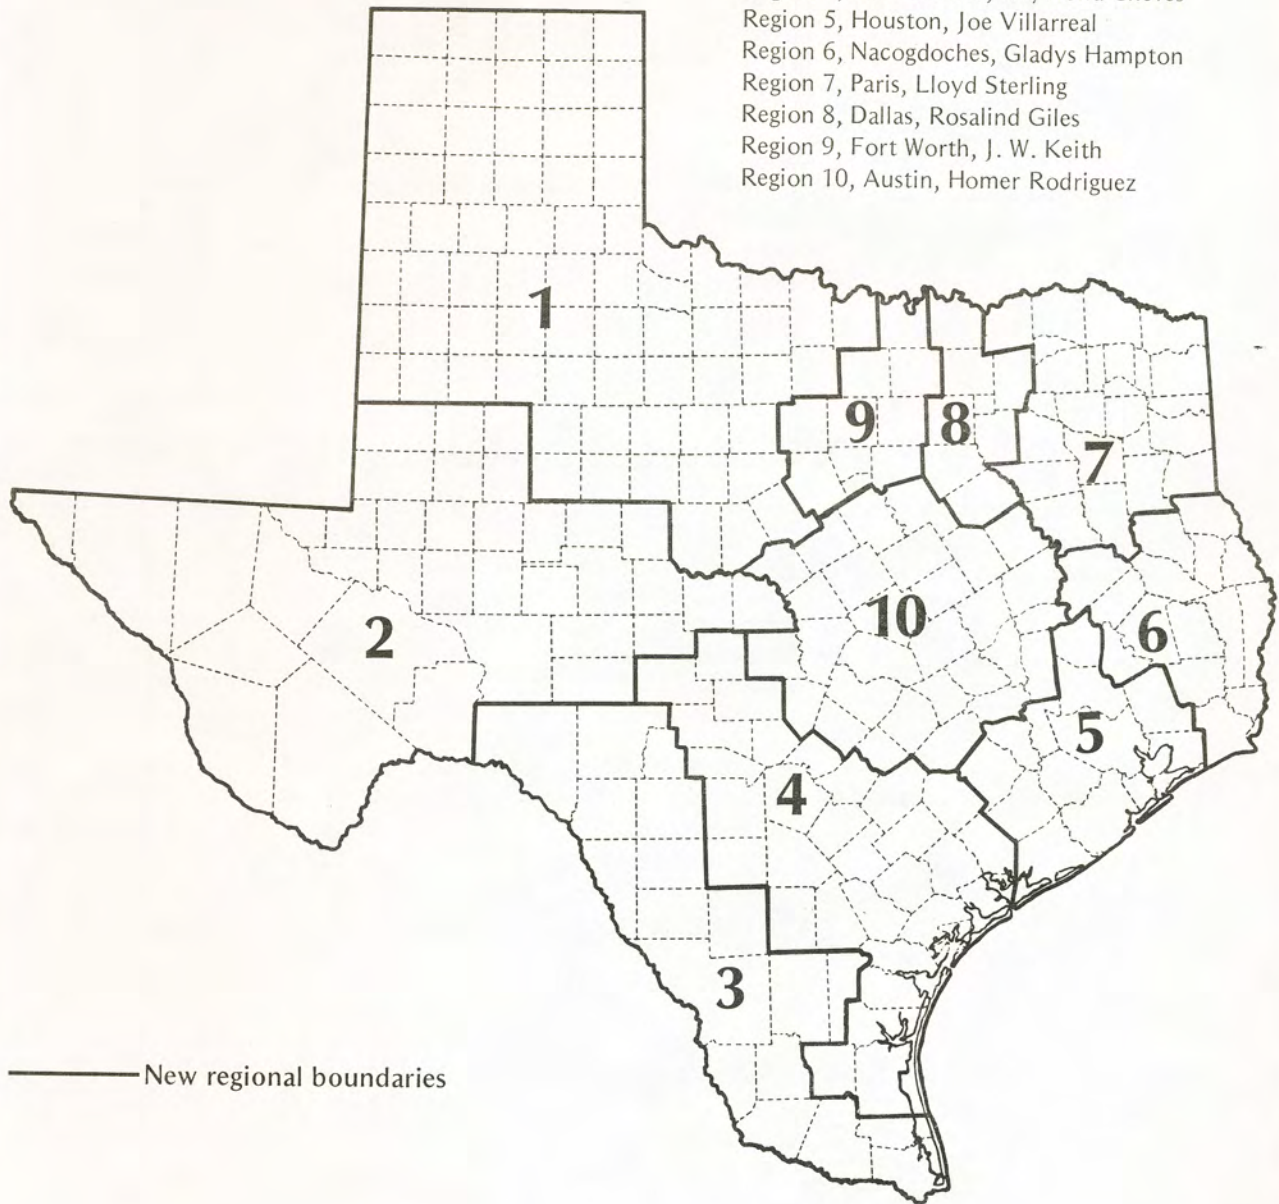 Region 5, Houston, Joe Villarreal
Region 6, Nacogdoches, Gladys Hampton
Region 7, Paris, Lloyd Sterling
Region 8, Dallas, Rosalind Giles
Region 9, Fort Worth, J. W. Keith
Region 10, Austin, Homer Rodriguez
1
9
8
7
2
10
6
5
4
3
New regional boundaries